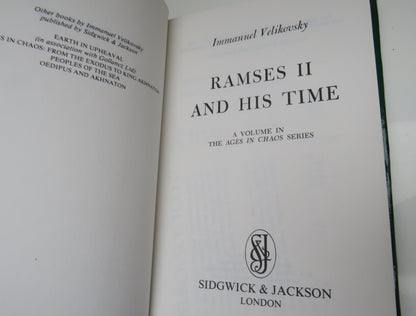 Other books by Immanuel Velikovsky
published by Sidgwick & Jackson
EARTH IN UPHEAVAL
(in association with Gollancz Ltd)
S IN CHAOS: FROM THE EXODUS TO KING AKHNATON
PEOPLES OF THE SEA
OEDIPUS AND AKHNATON
Immanuel Velikovsky
RAMSES II
AND HIS TIME
A VOLUME IN
THE AGES IN CHAOS SERIES
SJ
SIDGWICK & JACKSON
LONDON